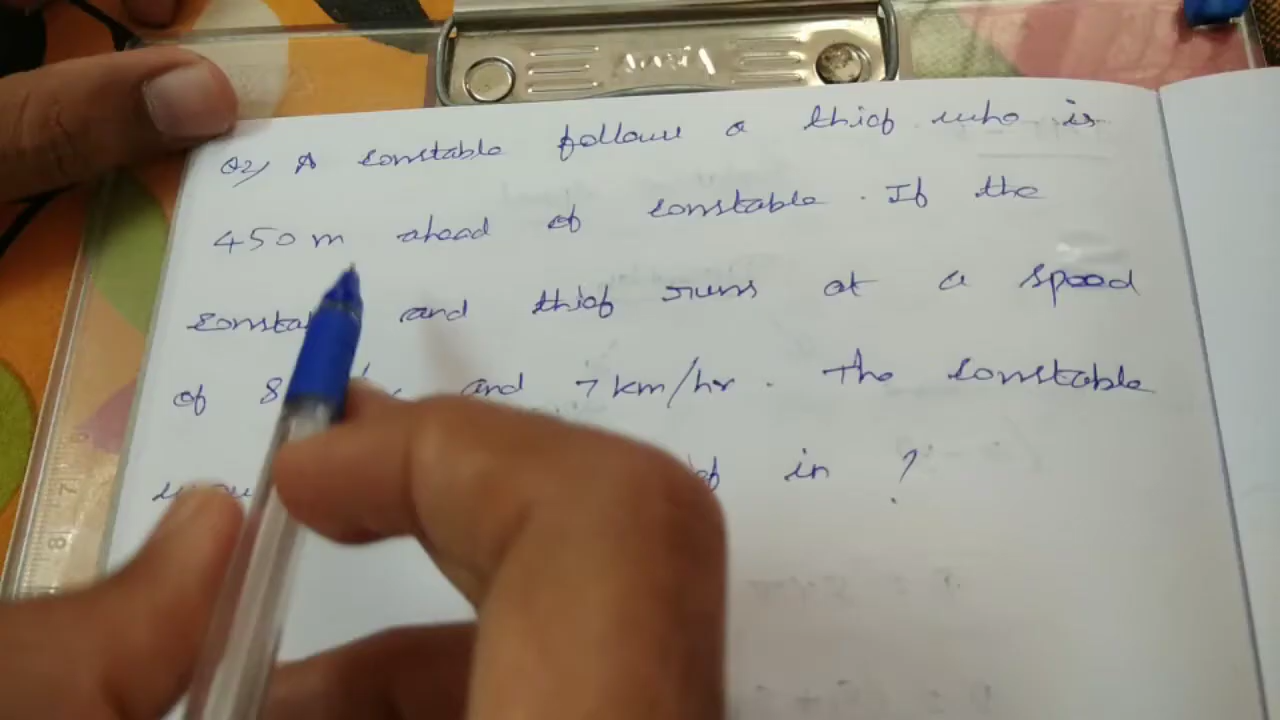 Q2) A constable follows a thief who is
450 m ahead of constable. If the
and thief runs at a speed
of 8 and 7 km/hr. The constable
in ?